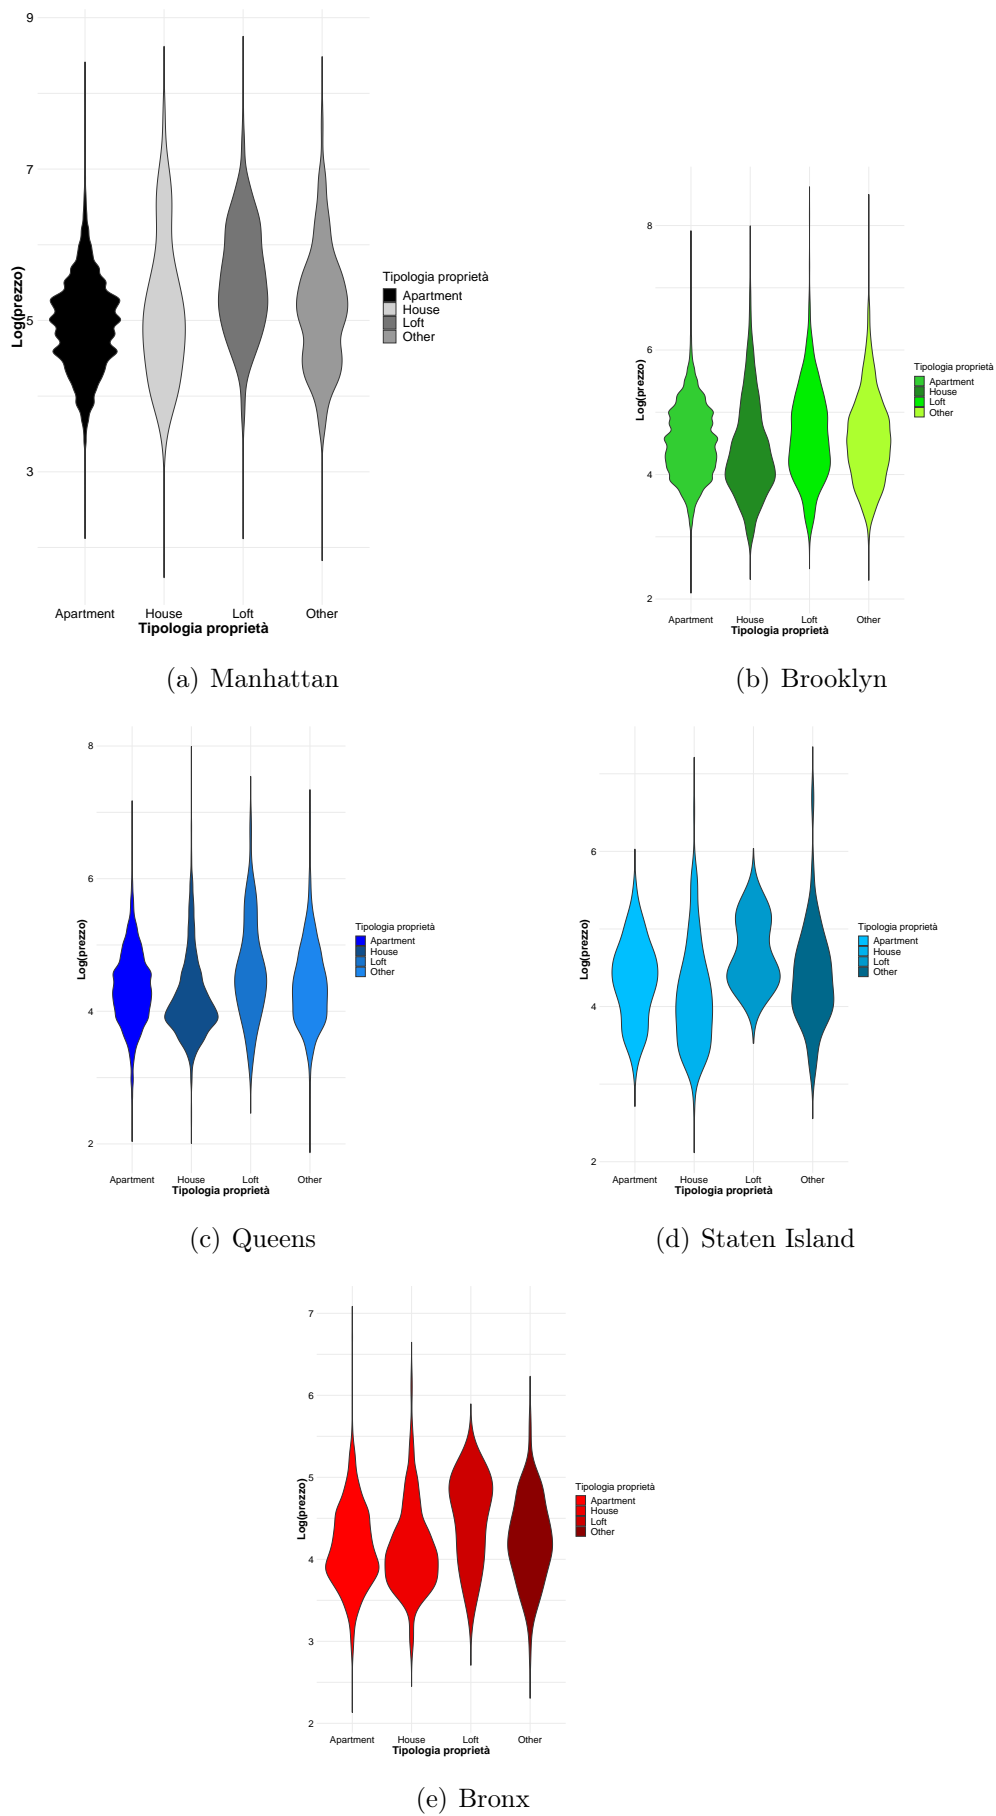 9
7
5
3
Log(prezzo)
Apartment House Loft Other
Tipologia proprietà
Tipologia proprietà
Apartment
House
Loft
Other
(a) Manhattan
8
6
4
2
Log(prezzo)
Apartment House Loft Other
Tipologia proprietà
Tipologia proprietà
Apartment
House
Loft
Other
(b) Brooklyn
8
6
4
2
Log(prezzo)
Apartment House Loft Other
Tipologia proprietà
Tipologia proprietà
Apartment
House
Loft
Other
(c) Queens
6
4
2
Log(prezzo)
Apartment House Loft Other
Tipologia proprietà
Tipologia proprietà
Apartment
House
Loft
Other
(d) Staten Island
7
6
5
4
3
2
Log(prezzo)
Apartment House Loft Other
Tipologia proprietà
Tipologia proprietà
Apartment
House
Loft
Other
(e) Bronx